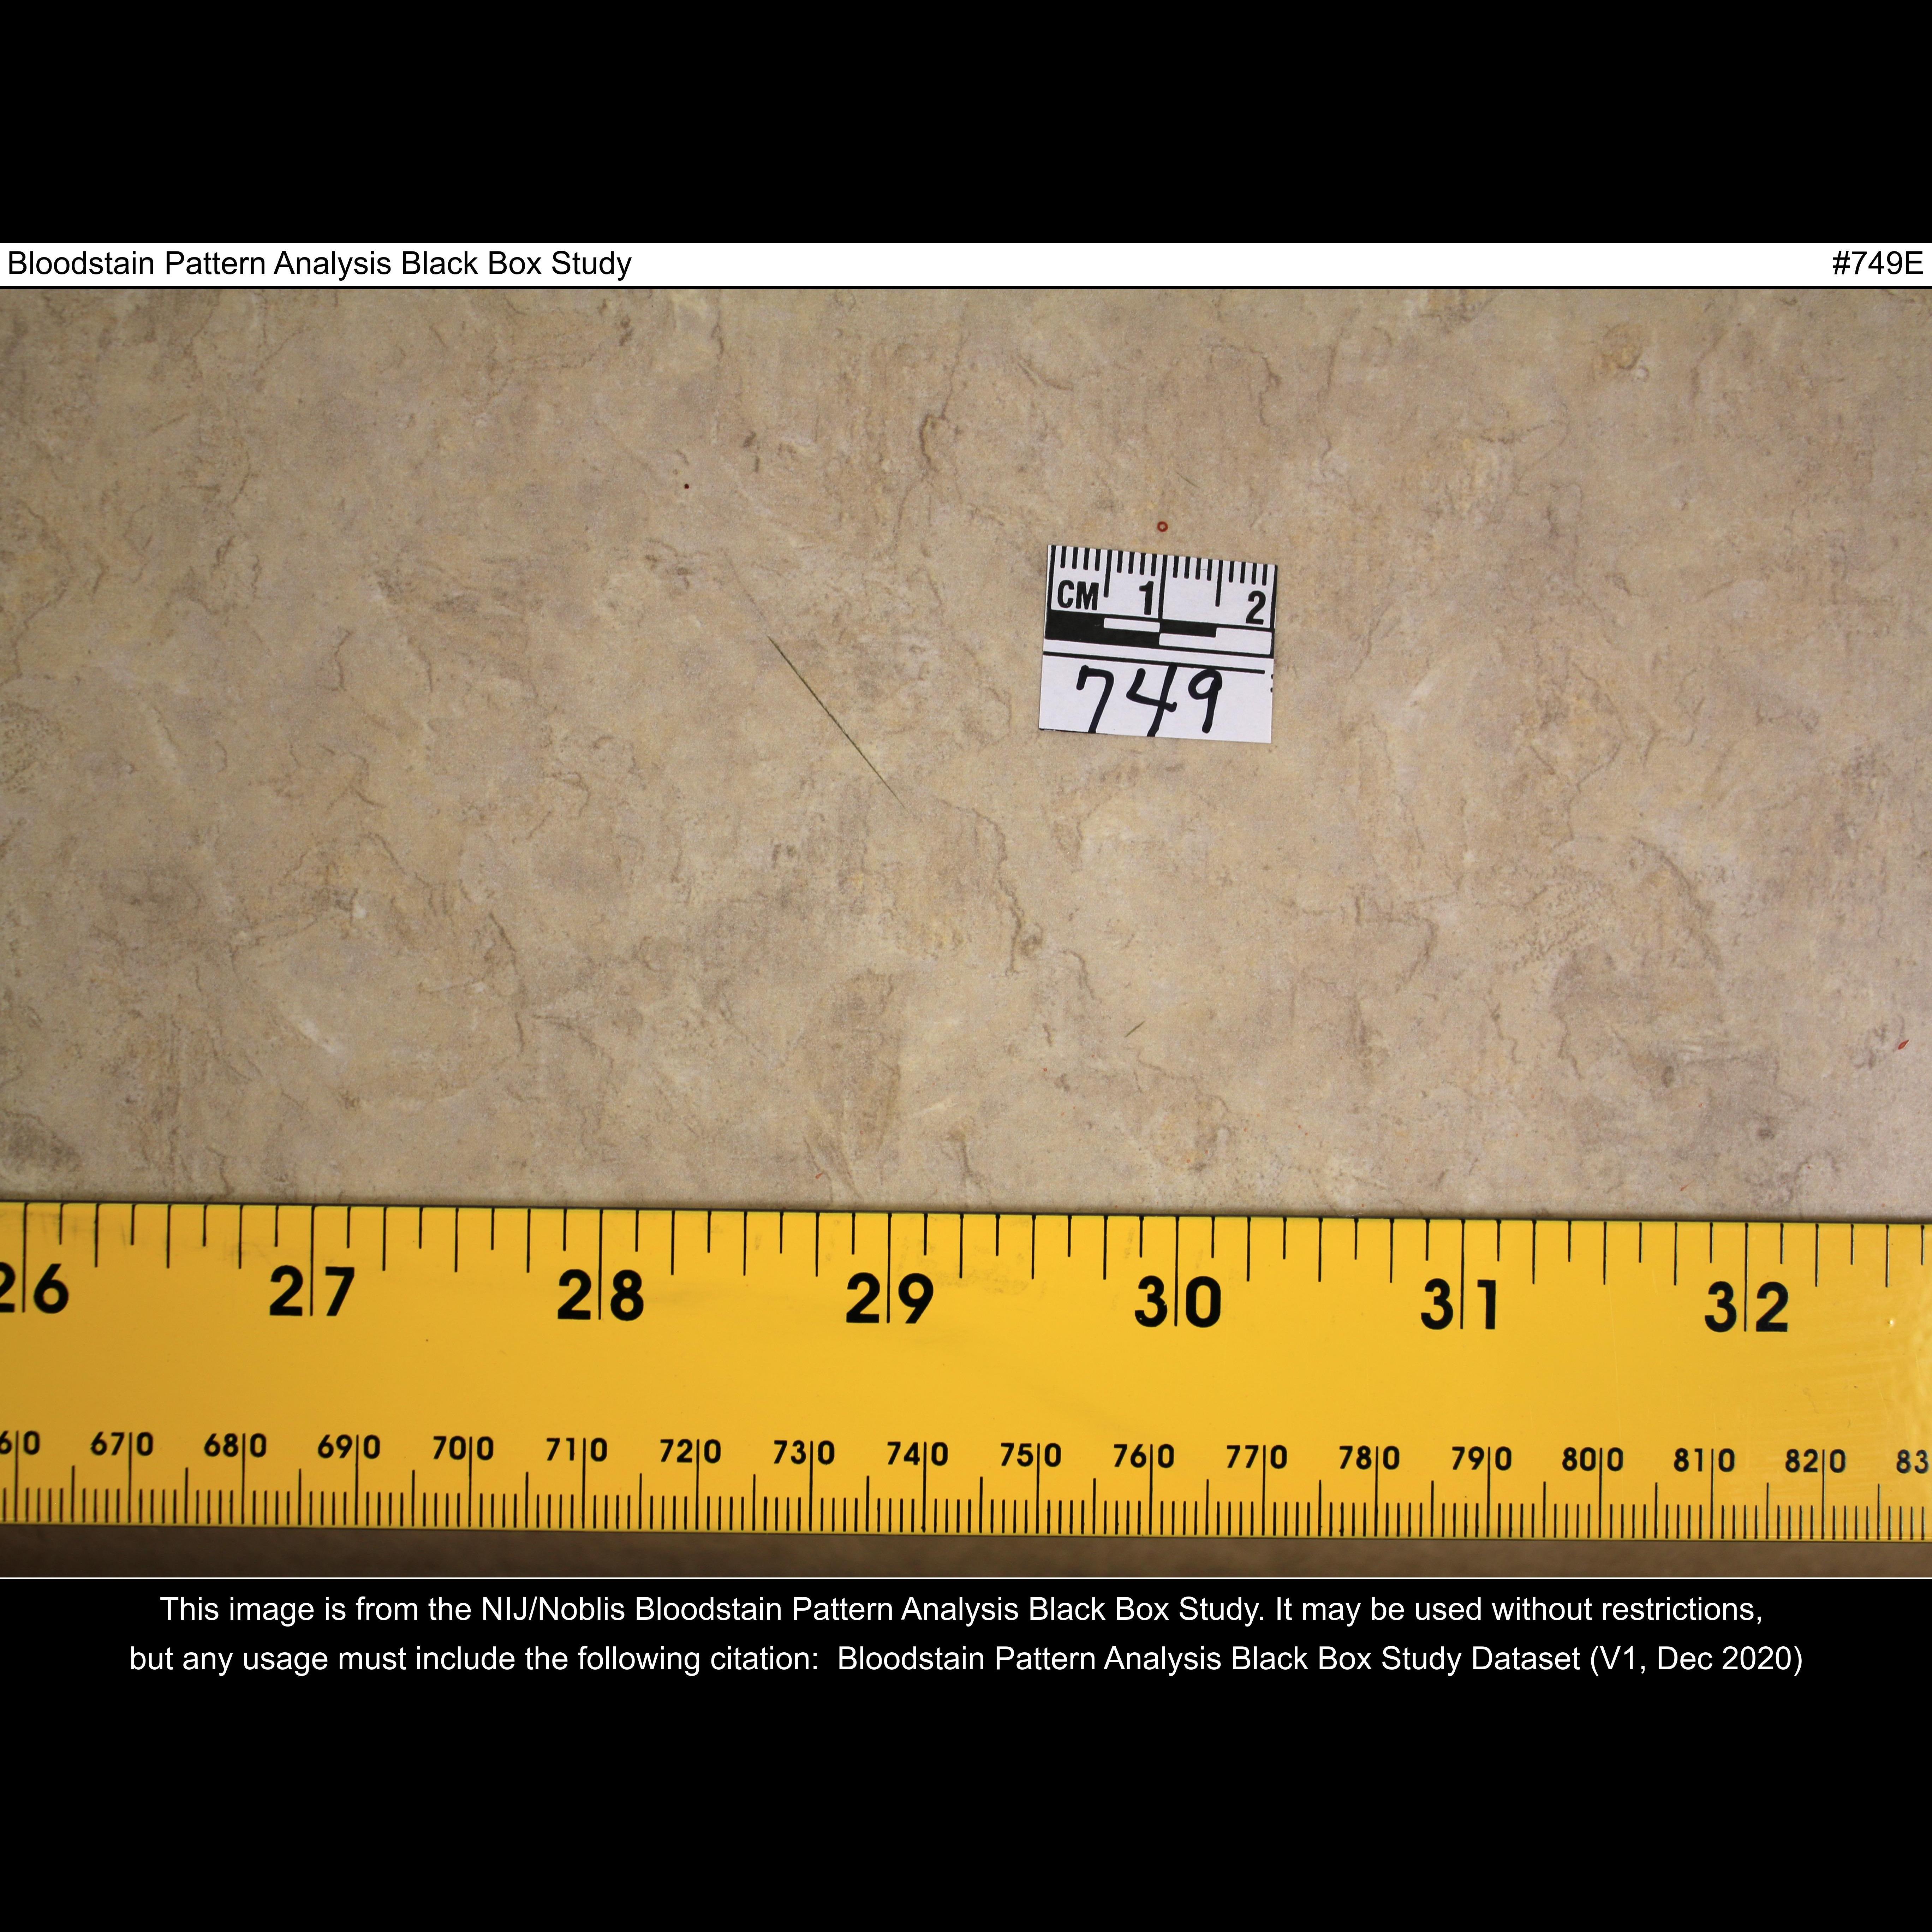 Bloodstain Pattern Analysis Black Box Study #749E
CM 1 2
749
26 27 28 29 30 31 32
60 670 680 690 700 710 720 730 740 750 760 770 780 790 800 810 820 83
This image is from the NIJ/Noblis Bloodstain Pattern Analysis Black Box Study. It may be used without restrictions,
but any usage must include the following citation: Bloodstain Pattern Analysis Black Box Study Dataset (V1, Dec 2020)